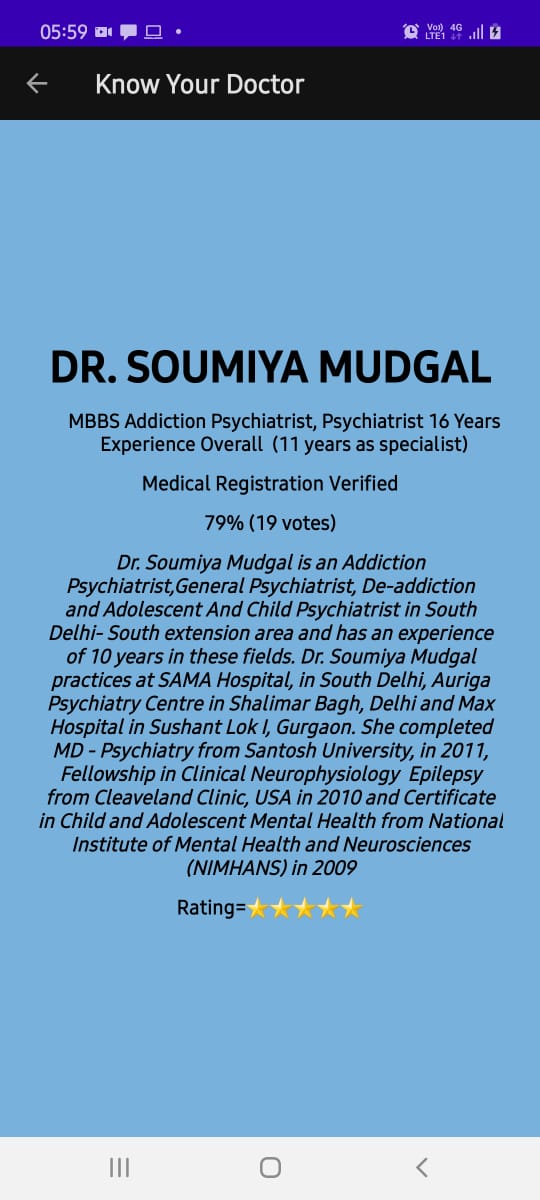 05:59
Vo) 4G
LTE1
Know Your Doctor
DR. SOUMIYA MUDGAL
MBBS Addiction Psychiatrist, Psychiatrist 16 Years
Experience Overall (11 years as specialist)
Medical Registration Verified
79% (19 votes)
Dr. Soumiya Mudgal is an Addiction
Psychiatrist,General Psychiatrist, De-addiction
and Adolescent And Child Psychiatrist in South
Delhi- South extension area and has an experience
of 10 years in these fields. Dr. Soumiya Mudgal
practices at SAMA Hospital, in South Delhi, Auriga
Psychiatry Centre in Shalimar Bagh, Delhi and Max
Hospital in Sushant Lok I, Gurgaon. She completed
MD - Psychiatry from Santosh University, in 2011,
Fellowship in Clinical Neurophysiology  Epilepsy
from Cleaveland Clinic, USA in 2010 and Certificate
in Child and Adolescent Mental Health from National
Institute of Mental Health and Neurosciences
(NIMHANS) in 2009
Rating=⭐⭐⭐⭐⭐